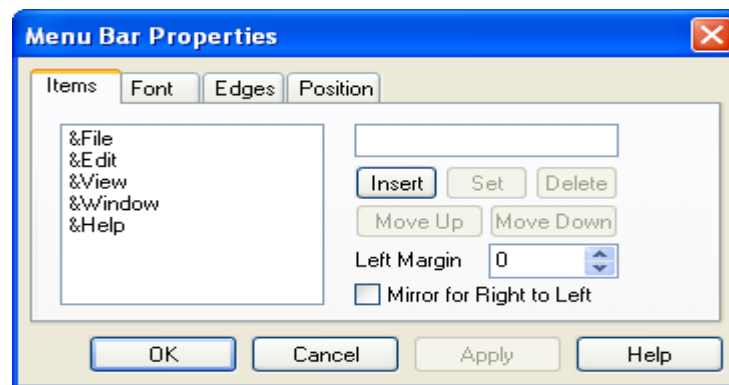 Menu Bar Properties
Items Font Edges Position
&File
&Edit
&View
&Window
&Help
Insert Set Delete
Move Up Move Down
Left Margin 0
Mirror for Right to Left
OK Cancel Apply Help